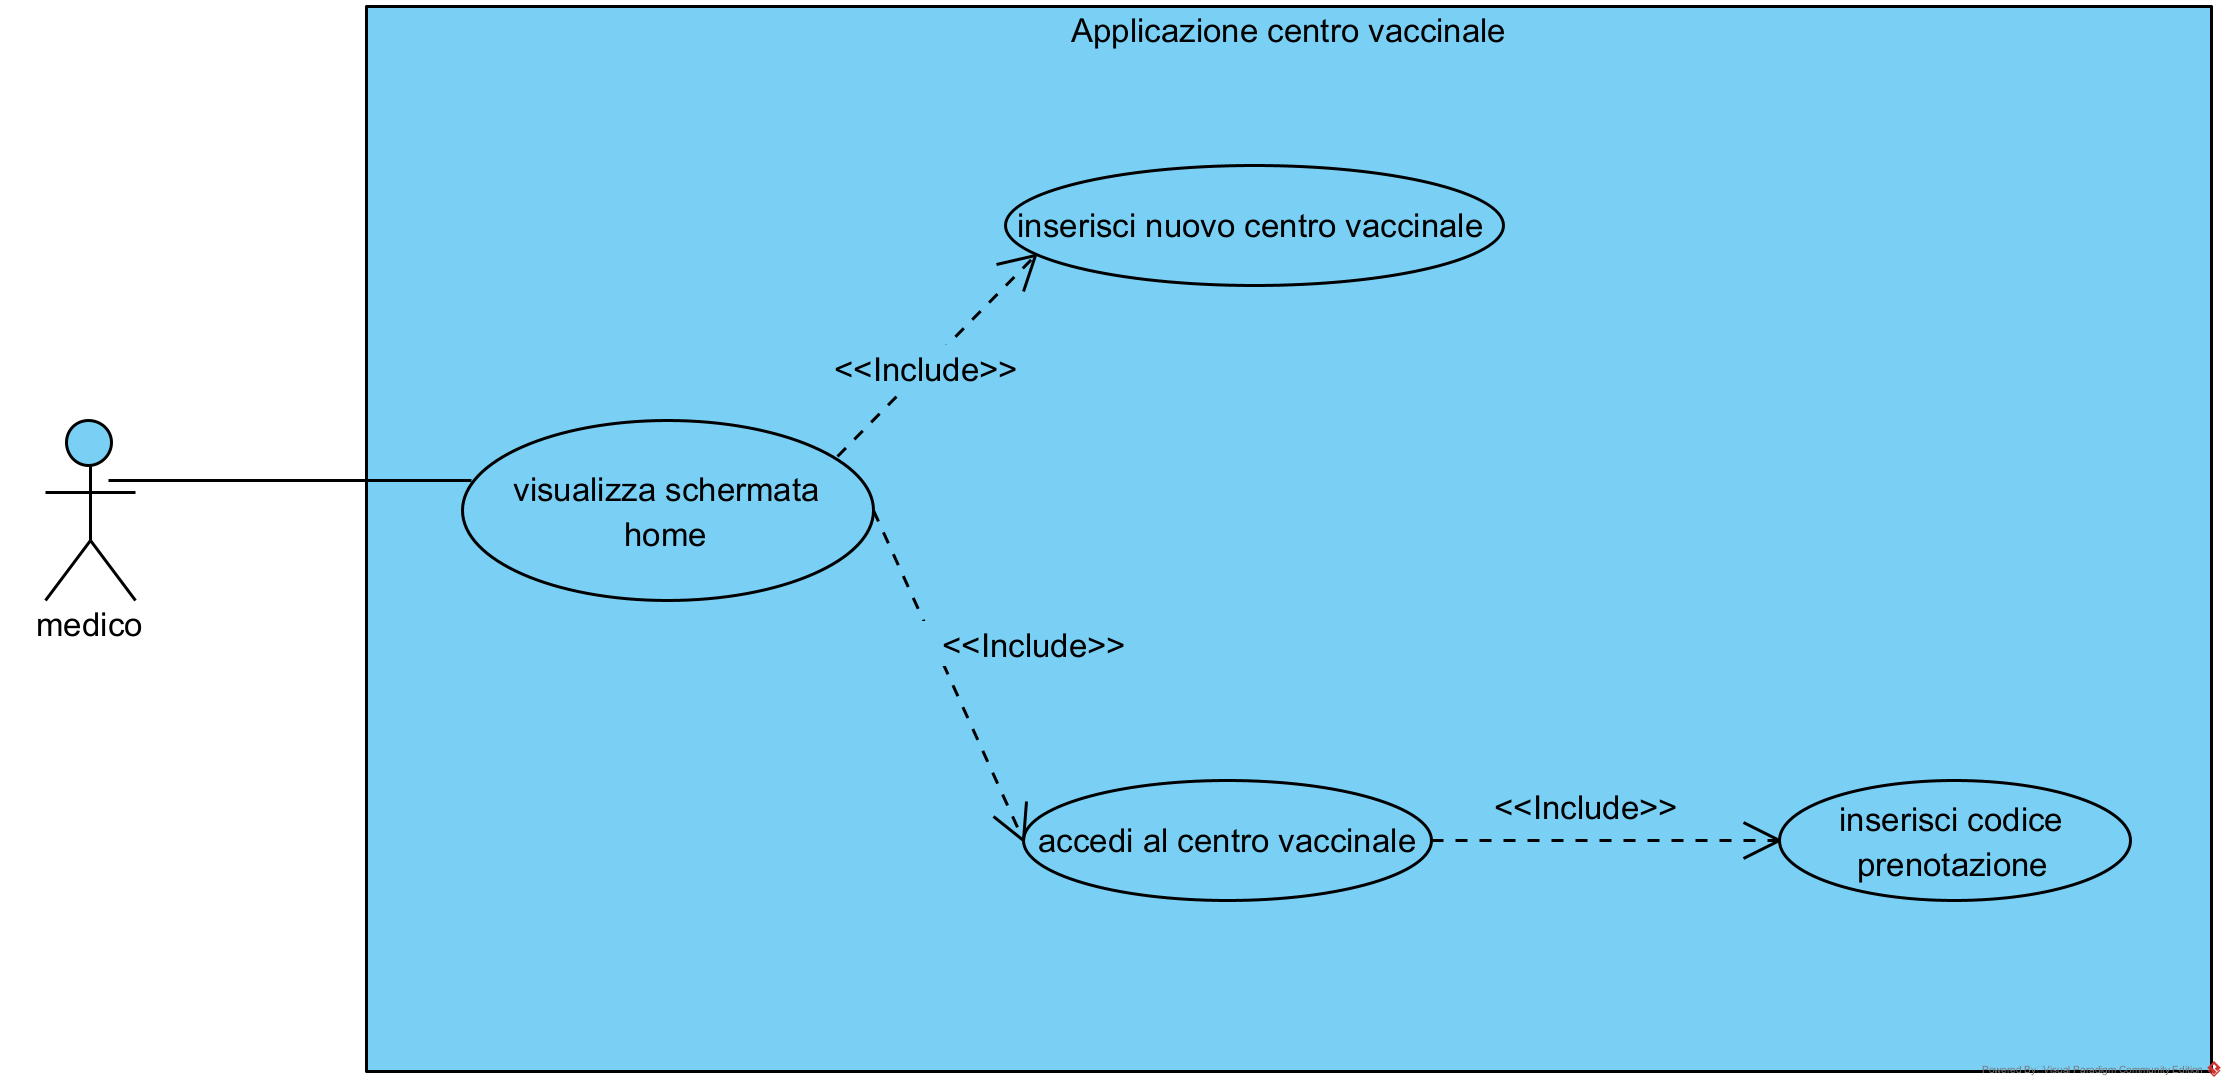 Applicazione centro vaccinale
inserisci nuovo centro vaccinale
<<Include>>
visualizza schermata
home
medico
<<Include>>
accedi al centro vaccinale
<<Include>>
inserisci codice
prenotazione
Powered By: Visual Paradigm Community Edition